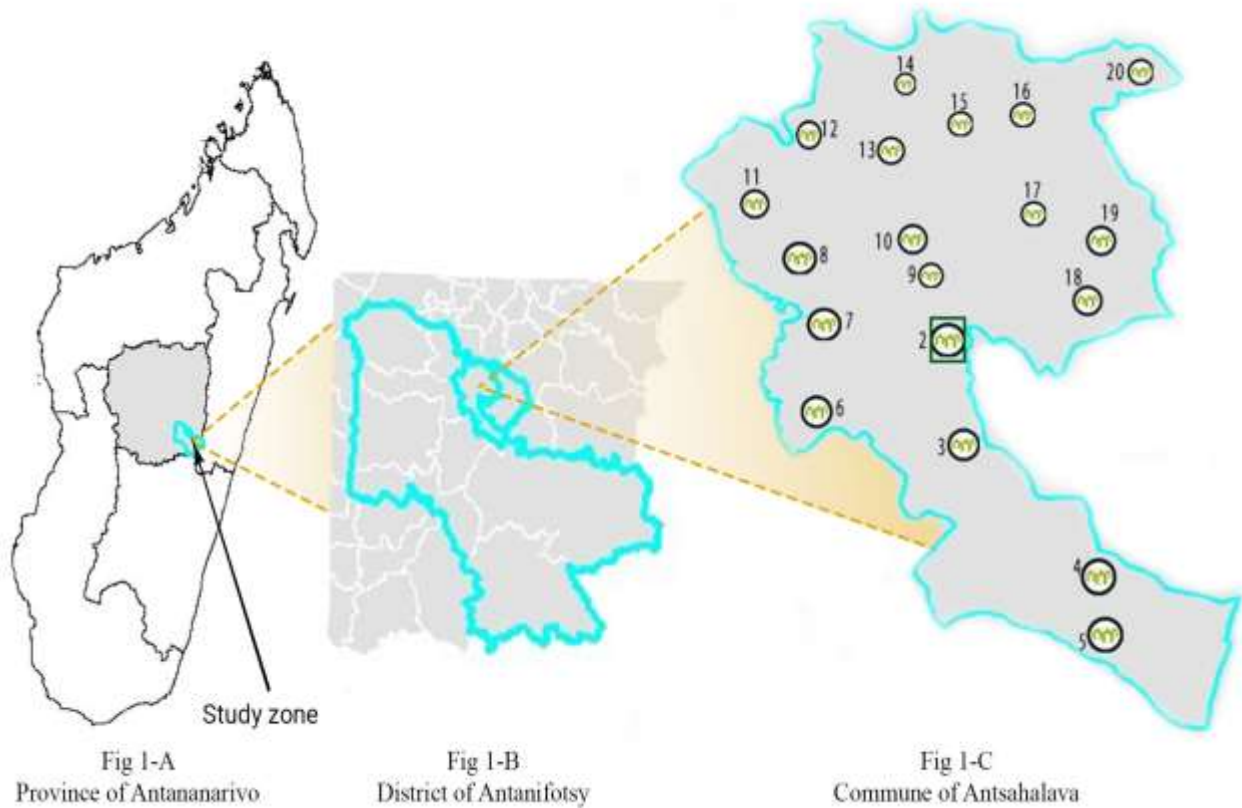 14
20
16
15
12
13
11
17
19
10
8
9
18
7
2
6
3
4
5
Study zone
Fig 1-A
Province of Antananarivo
Fig 1-B
District of Antanifotsy
Fig 1-C
Commune of Antsahalava